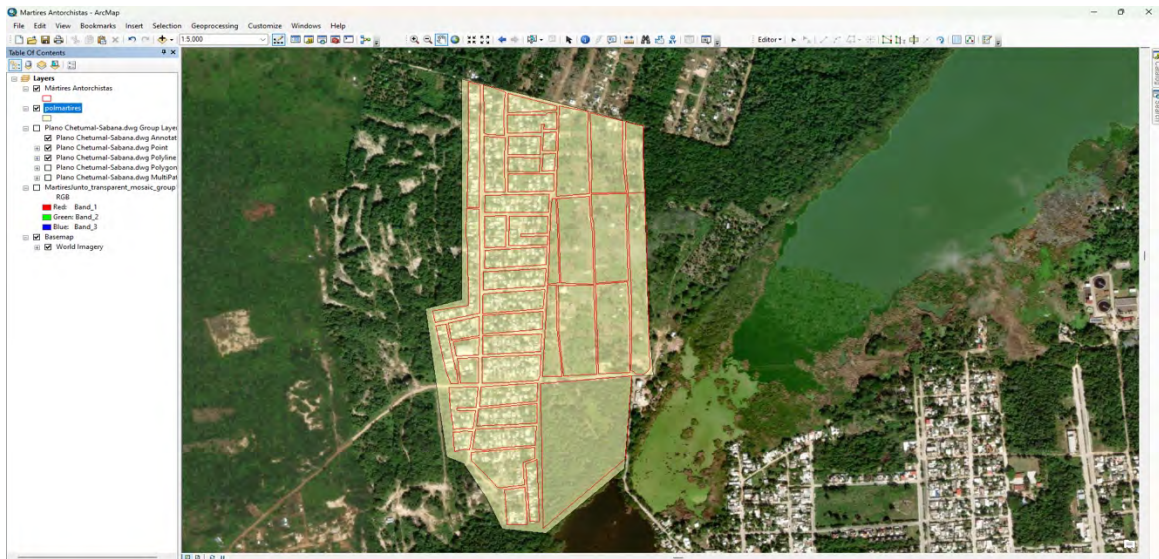 Martires Antorchistas - ArcMap
File Edit View Bookmarks Insert Selection Geoprocessing Customize Windows Help
1:5.000
Editor
Table Of Contents
Layers
Mártires Antorchistas
polmartires
Plano Chetumal-Sabana.dwg Group Layer
Plano Chetumal-Sabana.dwg Annotat
Plano Chetumal-Sabana.dwg Point
Plano Chetumal-Sabana.dwg Polyline
Plano Chetumal-Sabana.dwg Polygon
Plano Chetumal-Sabana.dwg MultiPat
MartiresJunto_transparent_mosaic_group
RGB
Red: Band_1
Green: Band_2
Blue: Band_3
Basemap
World Imagery
Catalog
Search